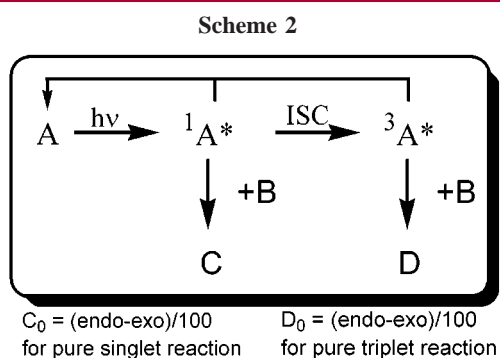 Scheme 2
A hν ¹A* ISC ³A*
+B +B
C D
C₀ = (endo-exo)/100 D₀ = (endo-exo)/100
for pure singlet reaction for pure triplet reaction